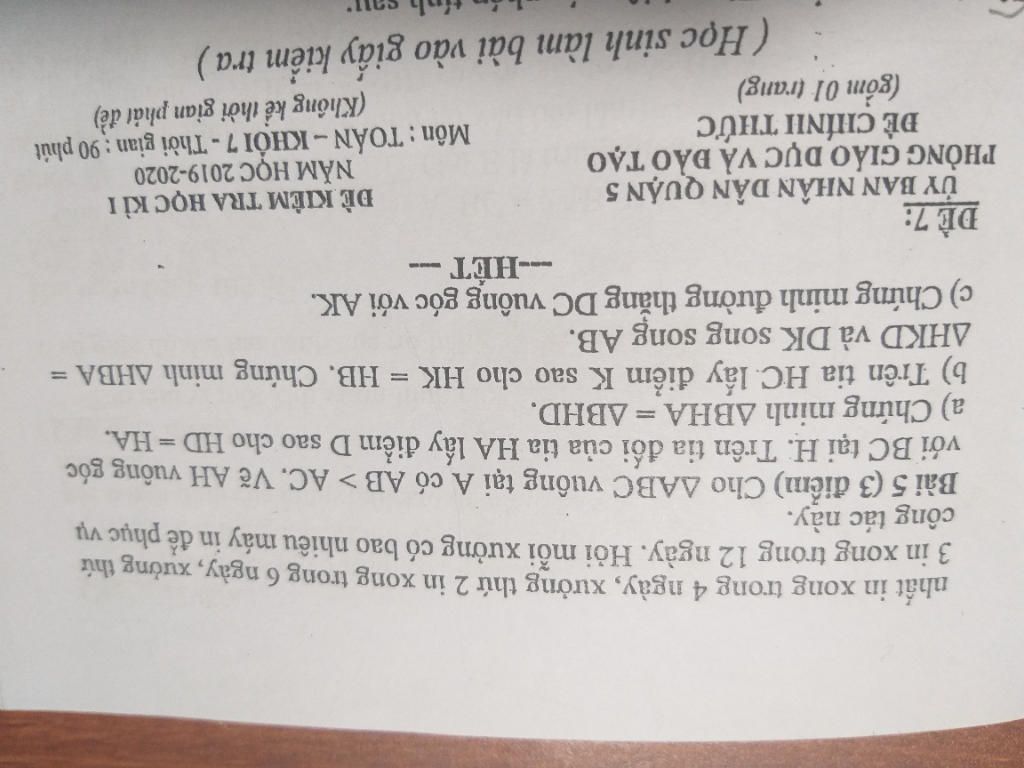 nhất in xong trong 4 ngày, xưởng thứ 2 in xong trong 6 ngày, xưởng thứ
3 in xong trong 12 ngày. Hỏi mỗi xưởng có bao nhiêu máy in để phục vụ
công tác này.
Bài 5 (3 điểm) Cho ΔABC vuông tại A có AB > AC. Vẽ AH vuông góc
với BC tại H. Trên tia đối của tia HA lấy điểm D sao cho HD = HA.
a) Chứng minh ΔBHA = ΔBHD.
b) Trên tia HC lấy điểm K sao cho HK = HB. Chứng minh ΔHBA =
ΔHKD và DK song song AB.
c) Chứng minh đường thẳng DC vuông góc với AK.
---HẾT ---
ĐỀ 7:
ỦY BAN NHÂN DÂN QUẬN 5
PHÒNG GIÁO DỤC VÀ ĐÀO TẠO
ĐỀ CHÍNH THỨC
(gồm 01 trang)
ĐỀ KIỂM TRA HỌC KÌ I
NĂM HỌC 2019-2020
Môn : TOÁN – KHỐI 7 - Thời gian : 90 phút
(Không kể thời gian phát đề)
( Học sinh làm bài vào giấy kiểm tra )
tính sau: